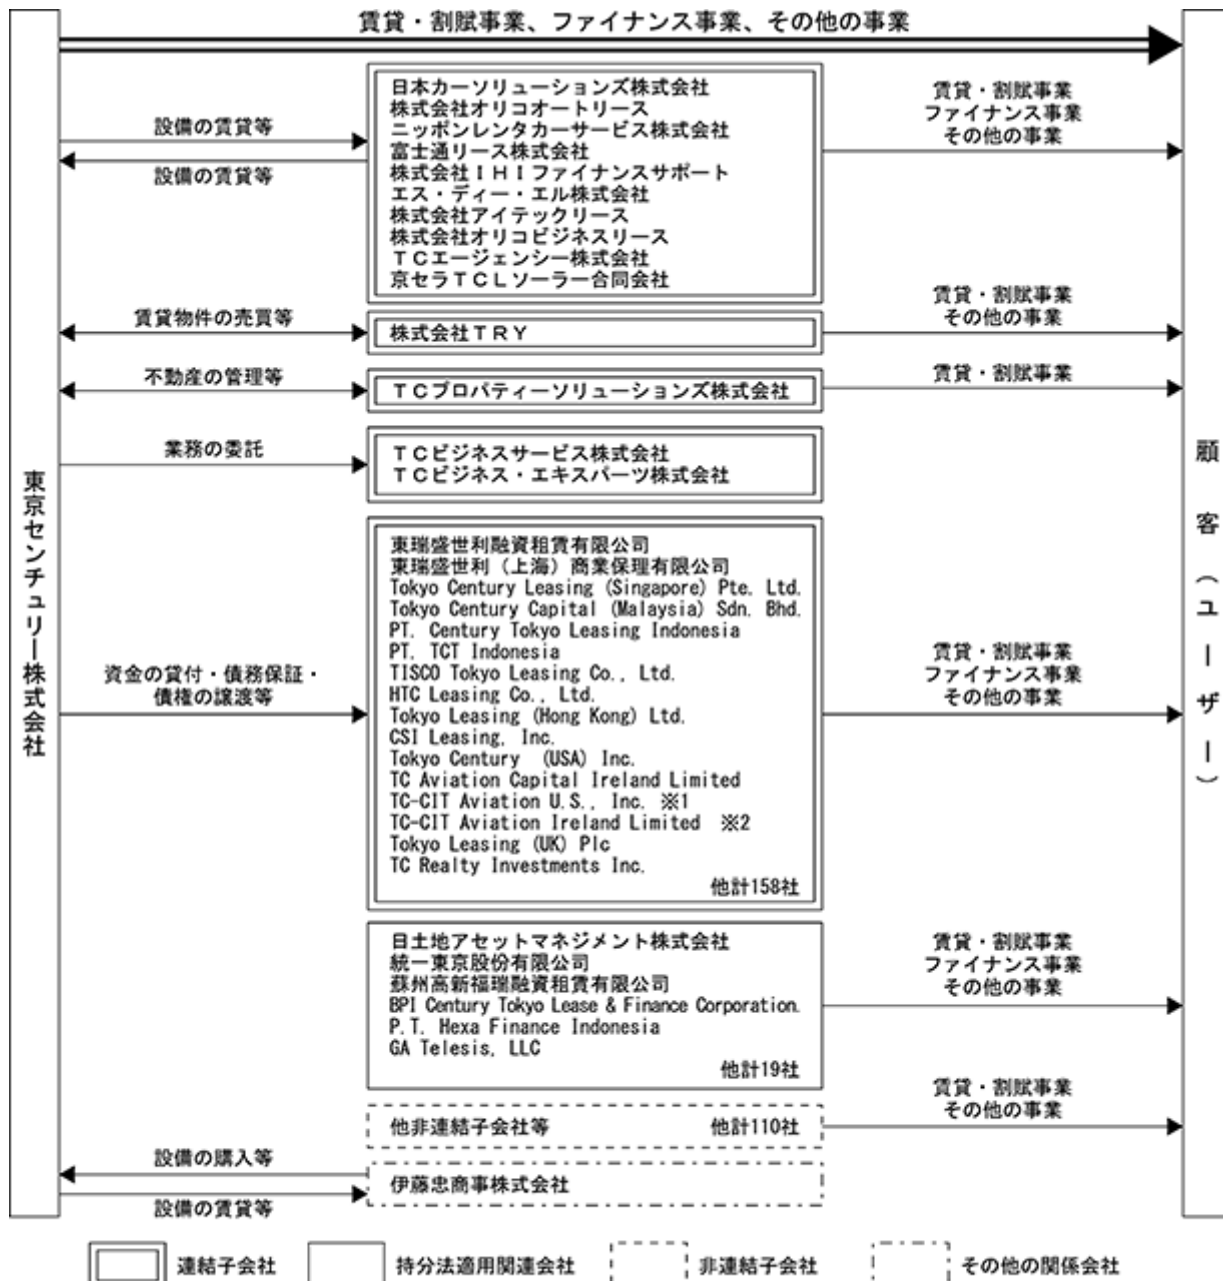 賃貸・割賦事業、ファイナンス事業、その他の事業
東京センチュリー株式会社
設備の賃貸等
設備の賃貸等
日本カーソリューションズ株式会社
株式会社オリコオートリース
ニッポンレンタカーサービス株式会社
富士通リース株式会社
株式会社ＩＨＩファイナンスサポート
エス・ディー・エル株式会社
株式会社アイテックリース
株式会社オリコビジネスリース
ＴＣエージェンシー株式会社
京セラＴＣＬソーラー合同会社
賃貸・割賦事業
ファイナンス事業
その他の事業
賃貸物件の売買等
株式会社ＴＲＹ
賃貸・割賦事業
その他の事業
不動産の管理等
ＴＣプロパティーソリューションズ株式会社
賃貸・割賦事業
業務の委託
ＴＣビジネスサービス株式会社
ＴＣビジネス・エキスパーツ株式会社
資金の貸付・債務保証・
債権の譲渡等
東瑞盛世利融資租賃有限公司
東瑞盛世利（上海）商業保理有限公司
Tokyo Century Leasing (Singapore) Pte. Ltd.
Tokyo Century Capital (Malaysia) Sdn. Bhd.
PT. Century Tokyo Leasing Indonesia
PT. TCT Indonesia
TISCO Tokyo Leasing Co., Ltd.
HTC Leasing Co., Ltd.
Tokyo Leasing (Hong Kong) Ltd.
CSI Leasing, Inc.
Tokyo Century (USA) Inc.
TC Aviation Capital Ireland Limited
TC-CIT Aviation U.S., Inc. ※1
TC-CIT Aviation Ireland Limited ※2
Tokyo Leasing (UK) Plc
TC Realty Investments Inc.
他計158社
賃貸・割賦事業
ファイナンス事業
その他の事業
日土地アセットマネジメント株式会社
統一東京股份有限公司
蘇州高新福瑞融資租賃有限公司
BPI Century Tokyo Lease & Finance Corporation.
P.T. Hexa Finance Indonesia
GA Telesis, LLC
他計19社
賃貸・割賦事業
ファイナンス事業
その他の事業
他非連結子会社等 他計110社
賃貸・割賦事業
その他の事業
設備の購入等
設備の賃貸等
伊藤忠商事株式会社
顧客（ユーザー）
連結子会社 持分法適用関連会社 非連結子会社 その他の関係会社